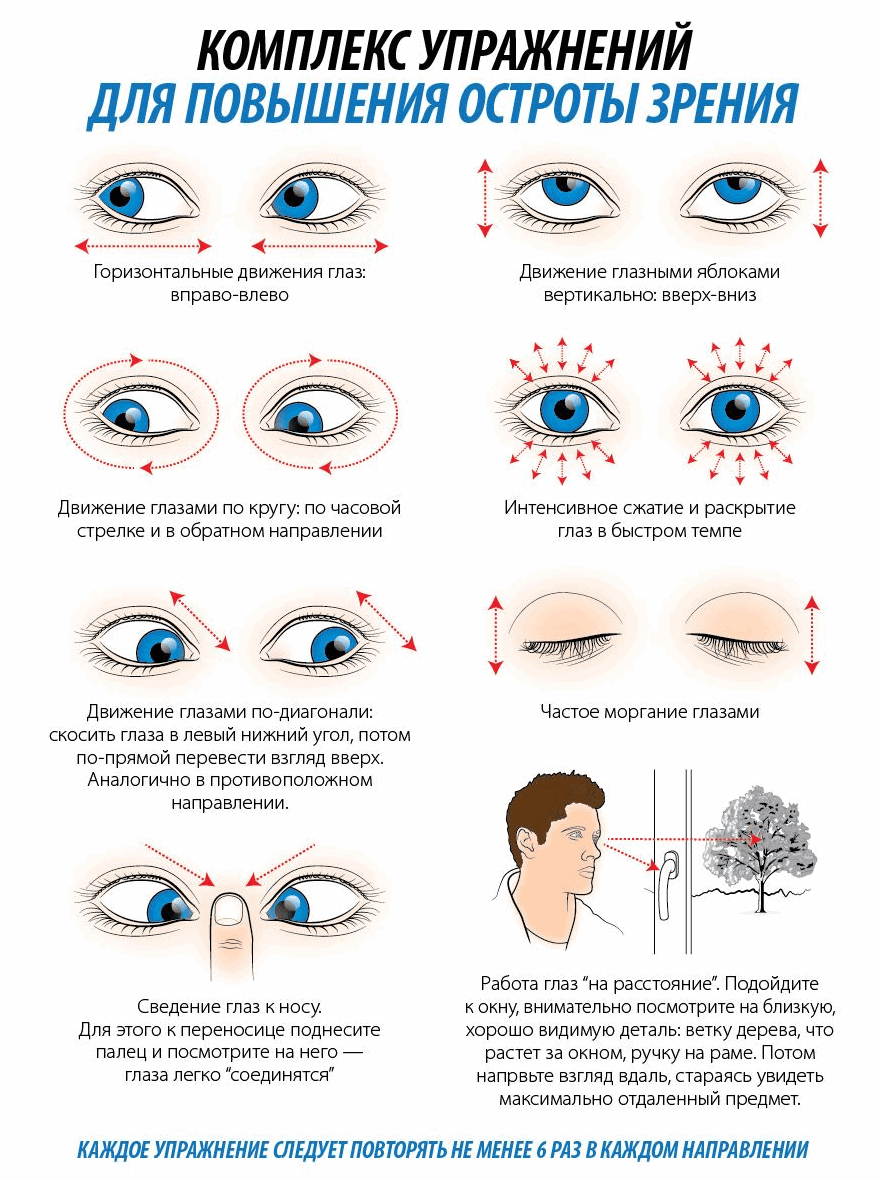 КОМПЛЕКС УПРАЖНЕНИЙ
ДЛЯ ПОВЫШЕНИЯ ОСТРОТЫ ЗРЕНИЯ
Горизонтальные движения глаз:
вправо-влево
Движение глазными яблоками
вертикально: вверх-вниз
Движение глазами по кругу: по часовой
стрелке и в обратном направлении
Интенсивное сжатие и раскрытие
глаз в быстром темпе
Движение глазами по-диагонали:
скосить глаза в левый нижний угол, потом
по-прямой перевести взгляд вверх.
Аналогично в противоположном
направлении.
Частое моргание глазами
Сведение глаз к носу.
Для этого к переносице поднесите
палец и посмотрите на него —
глаза легко “соединятся”
Работа глаз “на расстояние”. Подойдите
к окну, внимательно посмотрите на близкую,
хорошо видимую деталь: ветку дерева, что
растет за окном, ручку на раме. Потом
напрвьте взгляд вдаль, стараясь увидеть
максимально отдаленный предмет.
КАЖДОЕ УПРАЖНЕНИЕ СЛЕДУЕТ ПОВТОРЯТЬ НЕ МЕНЕЕ 6 РАЗ В КАЖДОМ НАПРАВЛЕНИИ